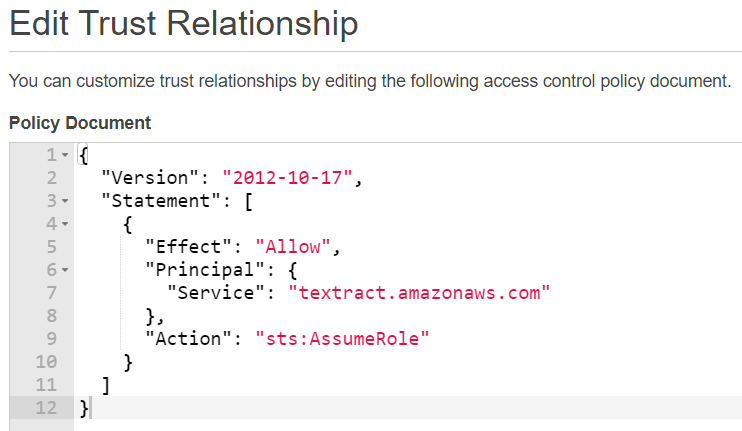 Edit Trust Relationship
You can customize trust relationships by editing the following access control policy document.
Policy Document
1 {
2 "Version": "2012-10-17",
3 "Statement": [
4 {
5 "Effect": "Allow",
6 "Principal": {
7 "Service": "textract.amazonaws.com"
8 },
9 "Action": "sts:AssumeRole"
10 }
11 ]
12 }